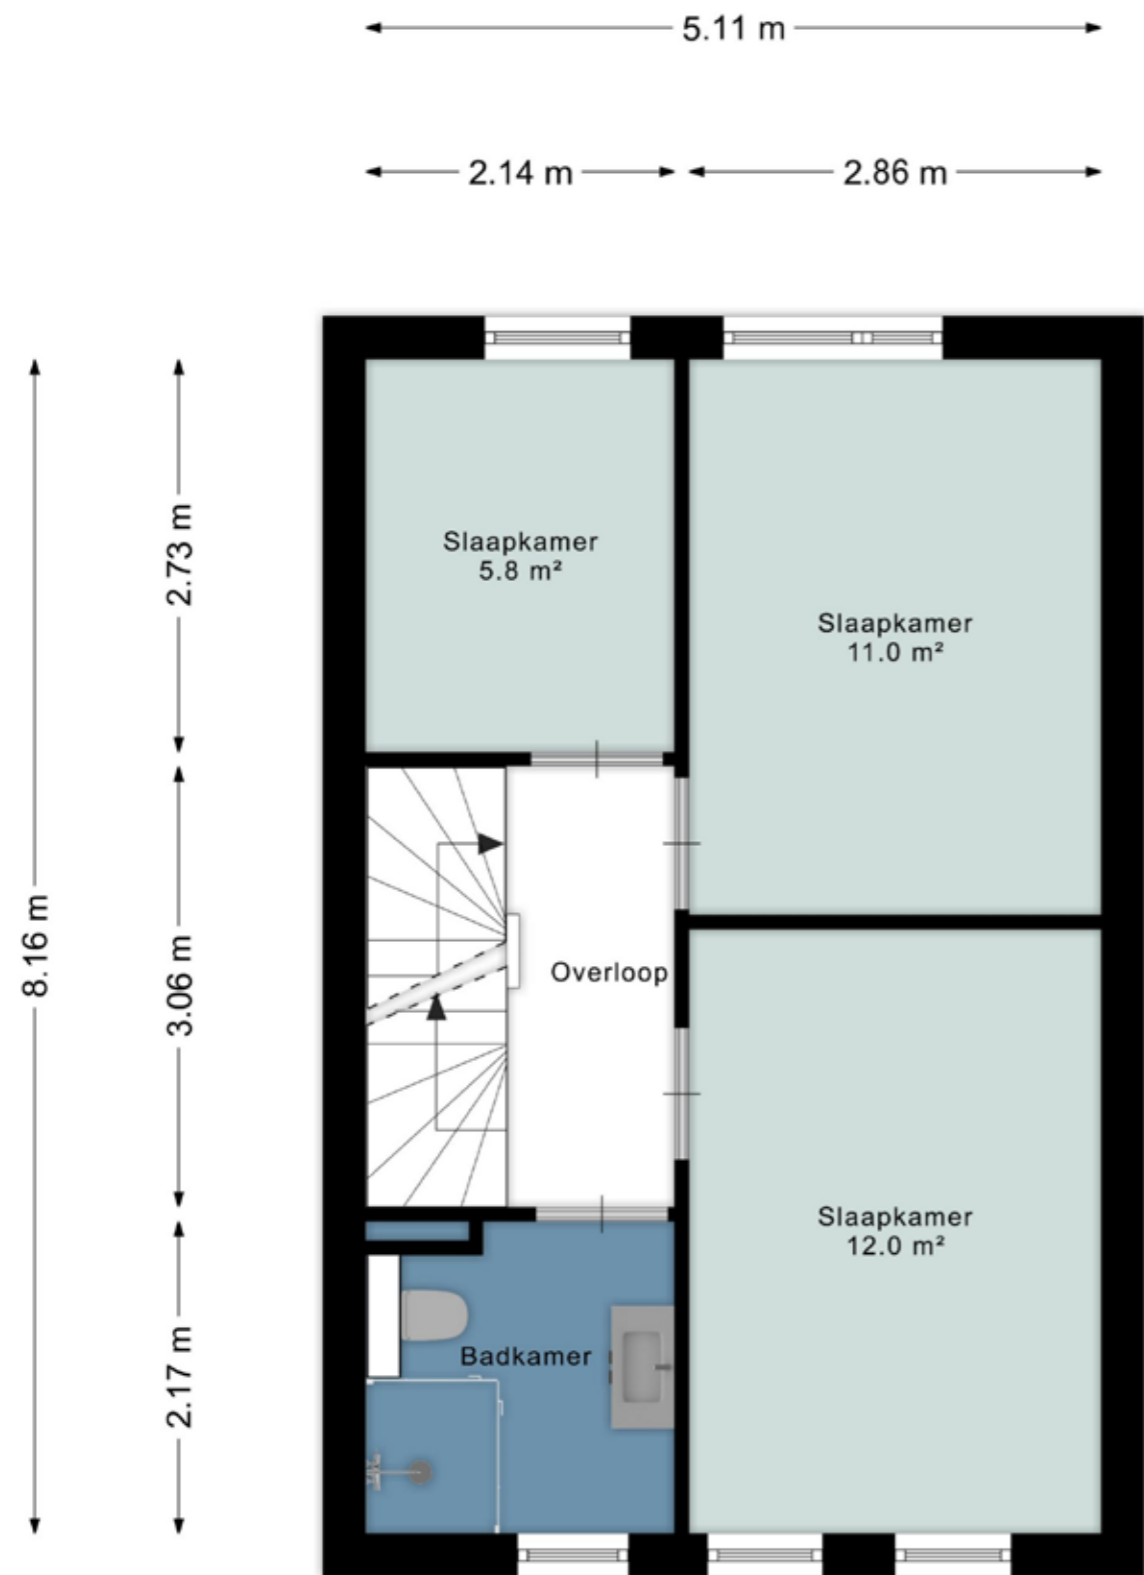 5.11 m
2.14 m
2.86 m
8.16 m
2.73 m
3.06 m
2.17 m
Slaapkamer
5.8 m²
Slaapkamer
11.0 m²
Overloop
Slaapkamer
12.0 m²
Badkamer